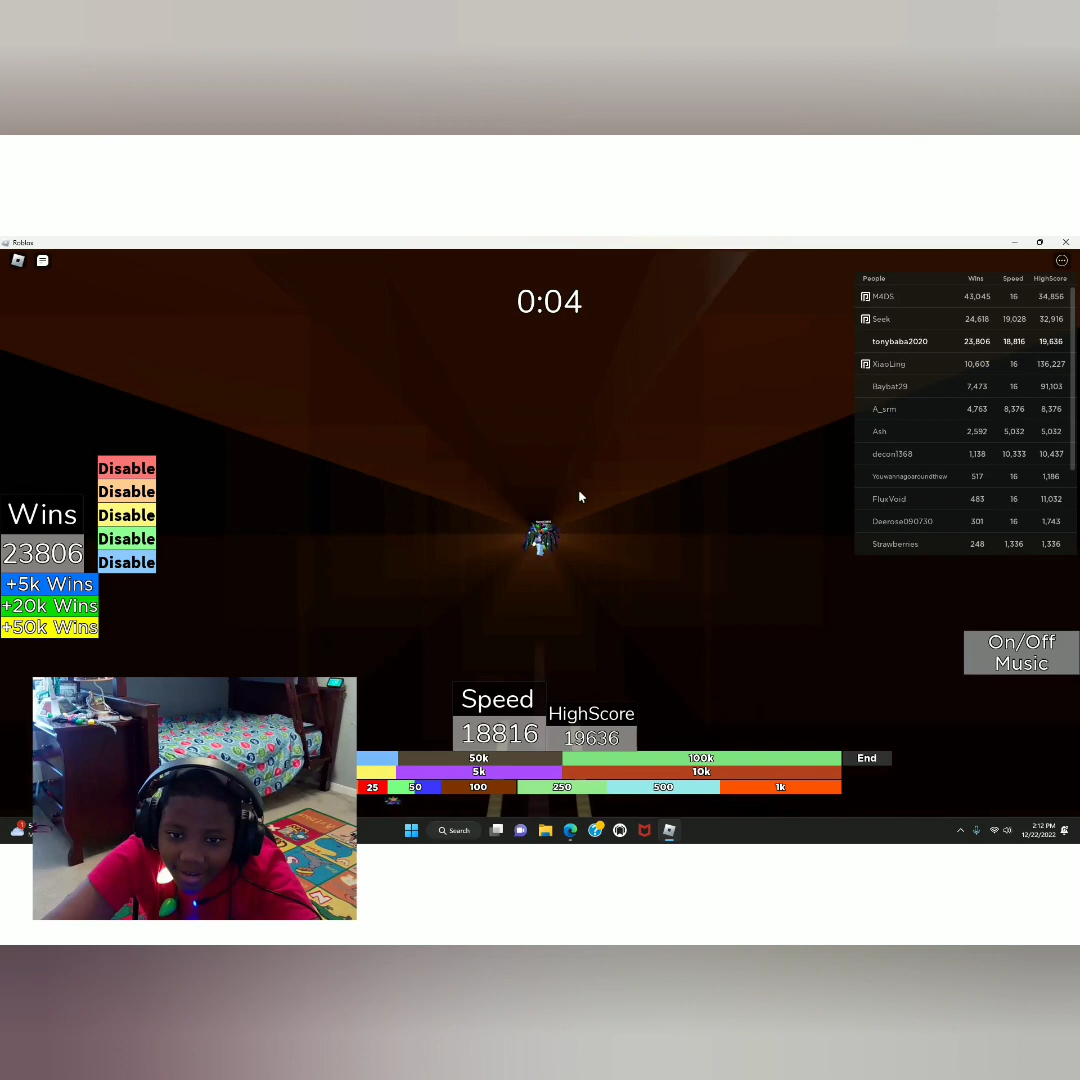 Roblox
0:04
People Wins Speed HighScore
M4DS 43,045 16 34,856
Seek 24,618 19,028 32,916
tonybaba2020 23,806 18,816 19,636
XiaoLing 10,603 16 136,227
Baybat29 7,473 16 91,103
A_srm 4,763 8,376 8,376
Ash 2,592 5,032 5,032
decon1368 1,138 10,333 10,437
Youwannagoaroundthew 517 16 1,186
FluxVoid 483 16 11,032
Deerose090730 301 16 1,743
Strawberries 248 1,336 1,336
Disable
Disable
Disable
Disable
Disable
Wins
23806
+5k Wins
+20k Wins
+50k Wins
On/Off
Music
Speed
18816
HighScore
19636
50k 100k End
5k 10k
25 50 100 250 500 1k
Search
2:12 PM
12/22/2022